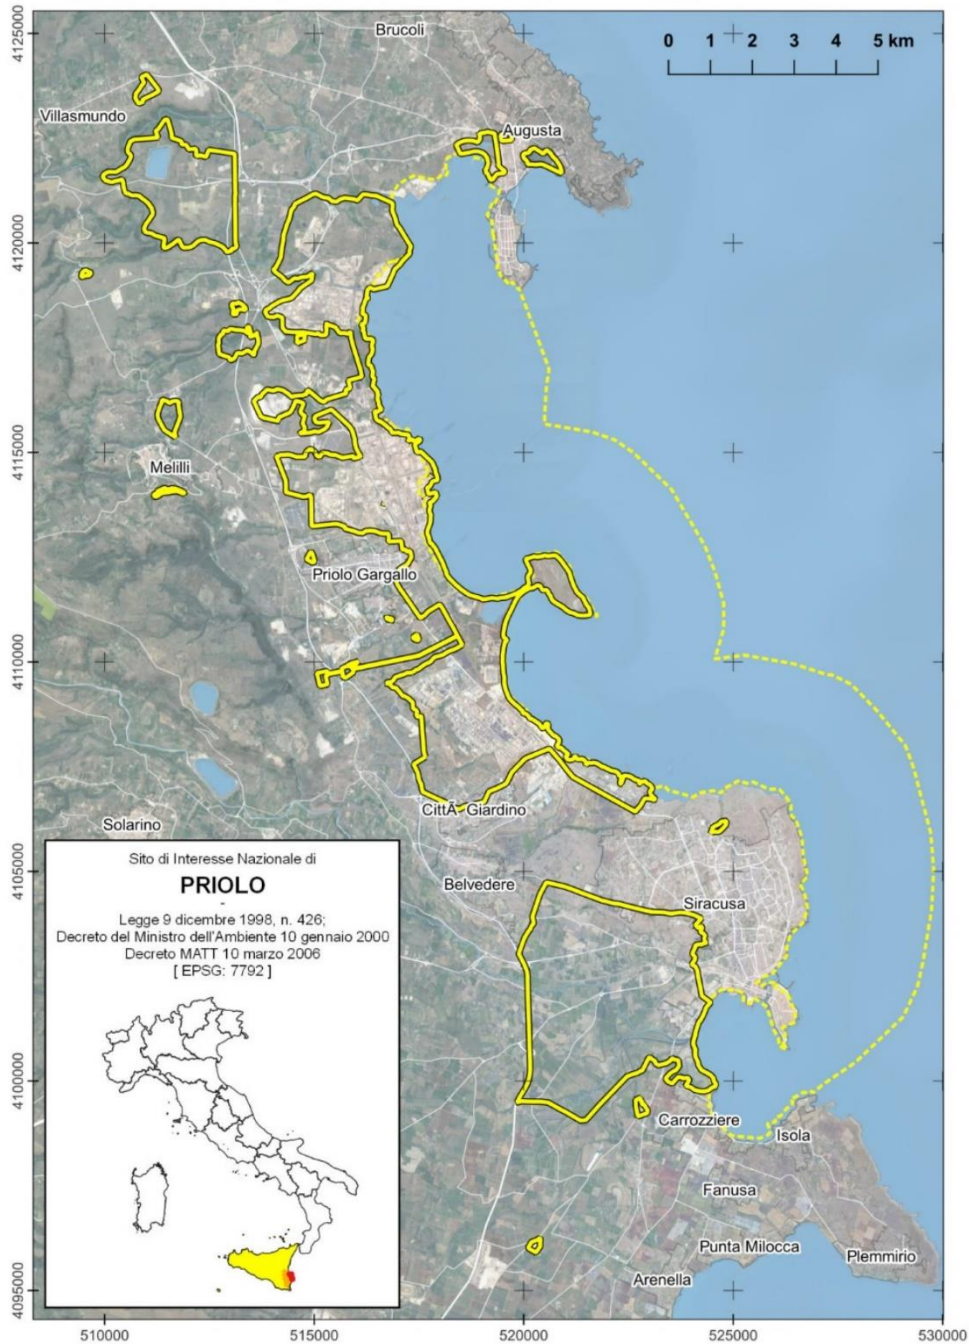 4125000
Brucoli
0 1 2 3 4 5 km
Villasmundo
Augusta
4120000
4115000
Melilli
Priolo Gargallo
4110000
CittÃ Giardino
Solarino
4105000
Belvedere
Siracusa
Sito di Interesse Nazionale di
PRIOLO
-
Legge 9 dicembre 1998, n. 426;
Decreto del Ministro dell'Ambiente 10 gennaio 2000
Decreto MATT 10 marzo 2006
[ EPSG: 7792 ]
4100000
Carrozziere
Isola
Fanusa
Punta Milocca
Plemmirio
Arenella
4095000
510000 515000 520000 525000 530000